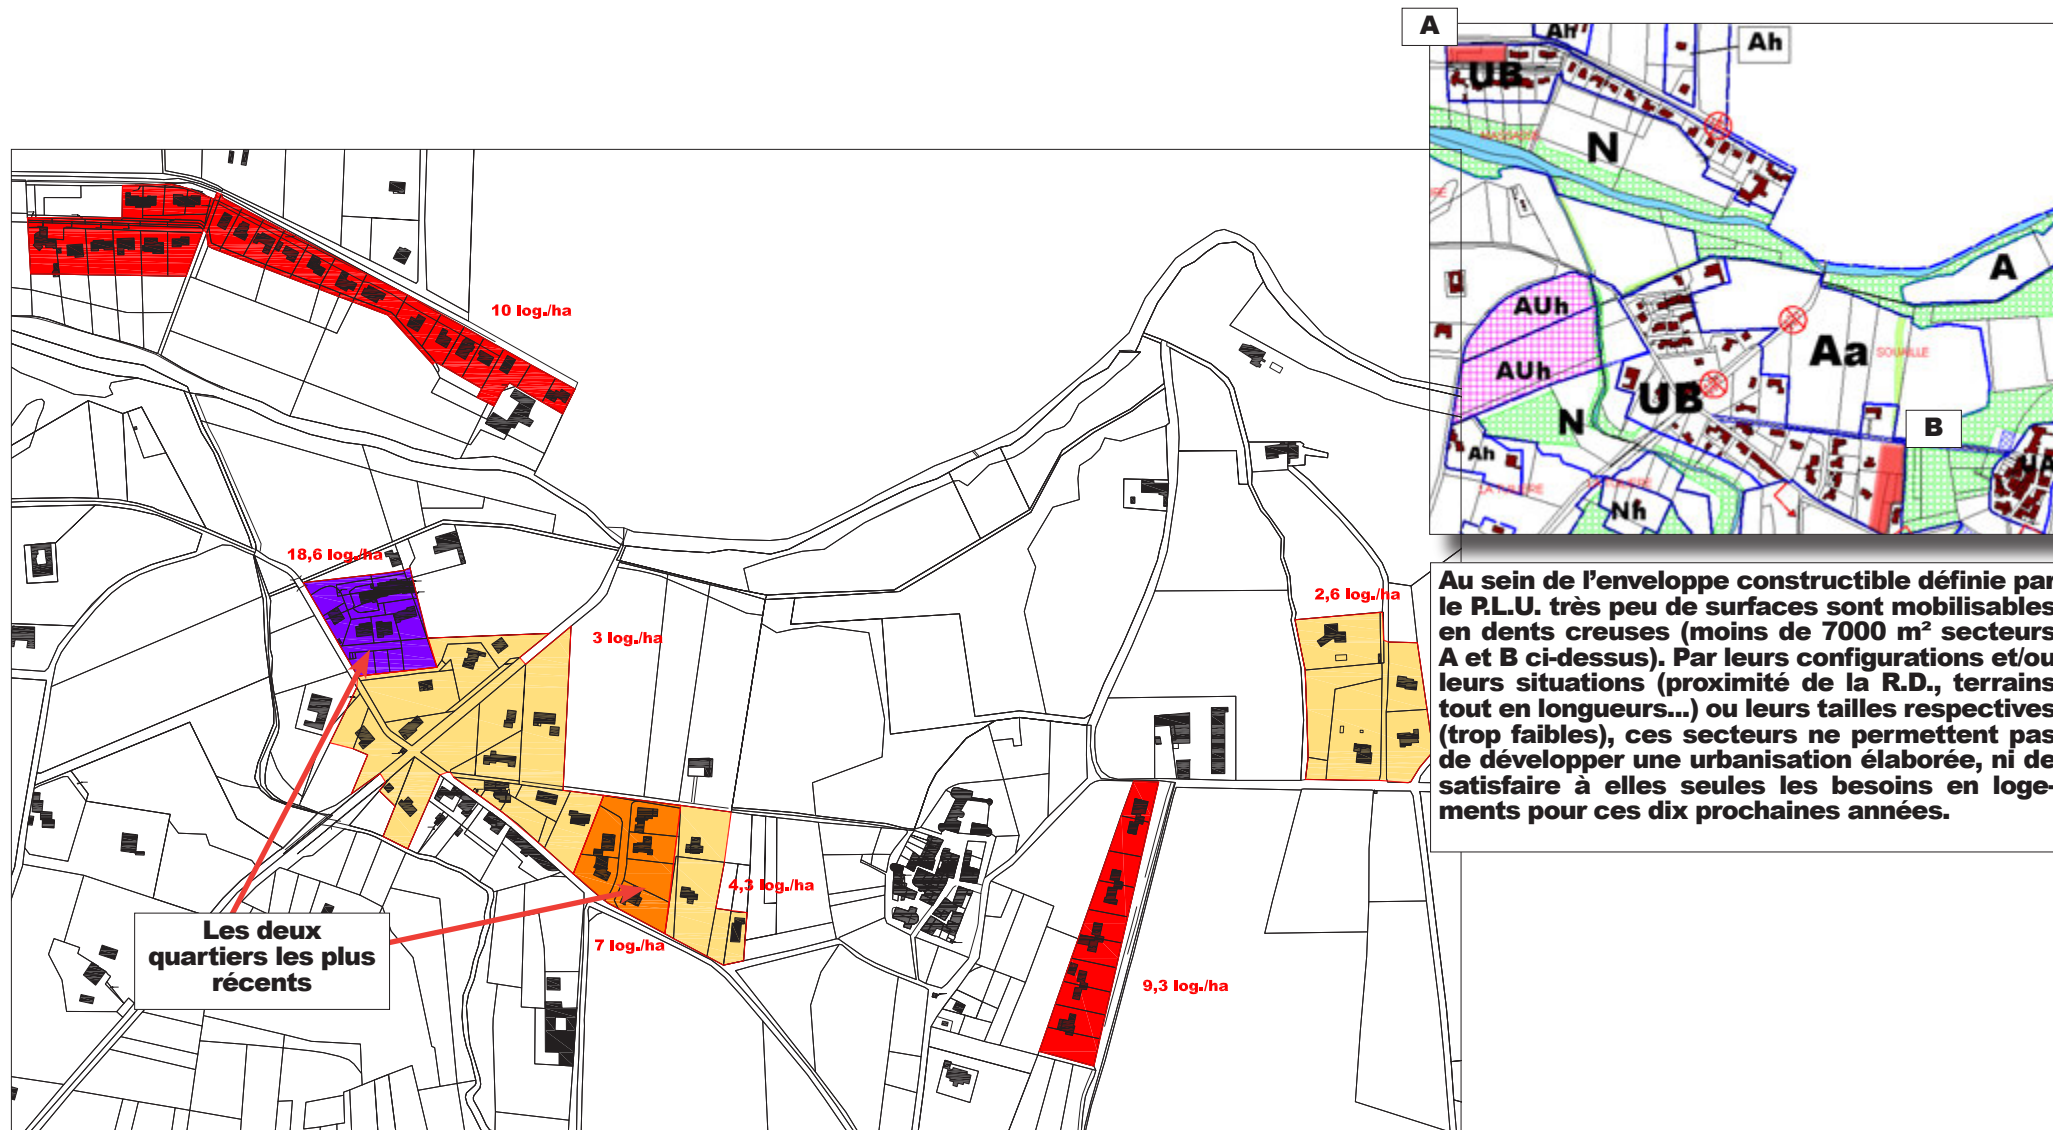 A
Ah
Ah
UB
MASSAOS
N
A
AUh
AUh
Aa
SOUAILLE
UB
N
B
Ah
UA
Nh
10 log./ha
18,6 log./ha
3 log./ha
2,6 log./ha
4,3 log./ha
7 log./ha
9,3 log./ha
Les deux
quartiers les plus
récents
Au sein de l'enveloppe constructible définie par
le P.L.U. très peu de surfaces sont mobilisables
en dents creuses (moins de 7000 m² secteurs
A et B ci-dessus). Par leurs configurations et/ou
leurs situations (proximité de la R.D., terrains
tout en longueurs...) ou leurs tailles respectives
(trop faibles), ces secteurs ne permettent pas
de développer une urbanisation élaborée, ni de
satisfaire à elles seules les besoins en loge-
ments pour ces dix prochaines années.